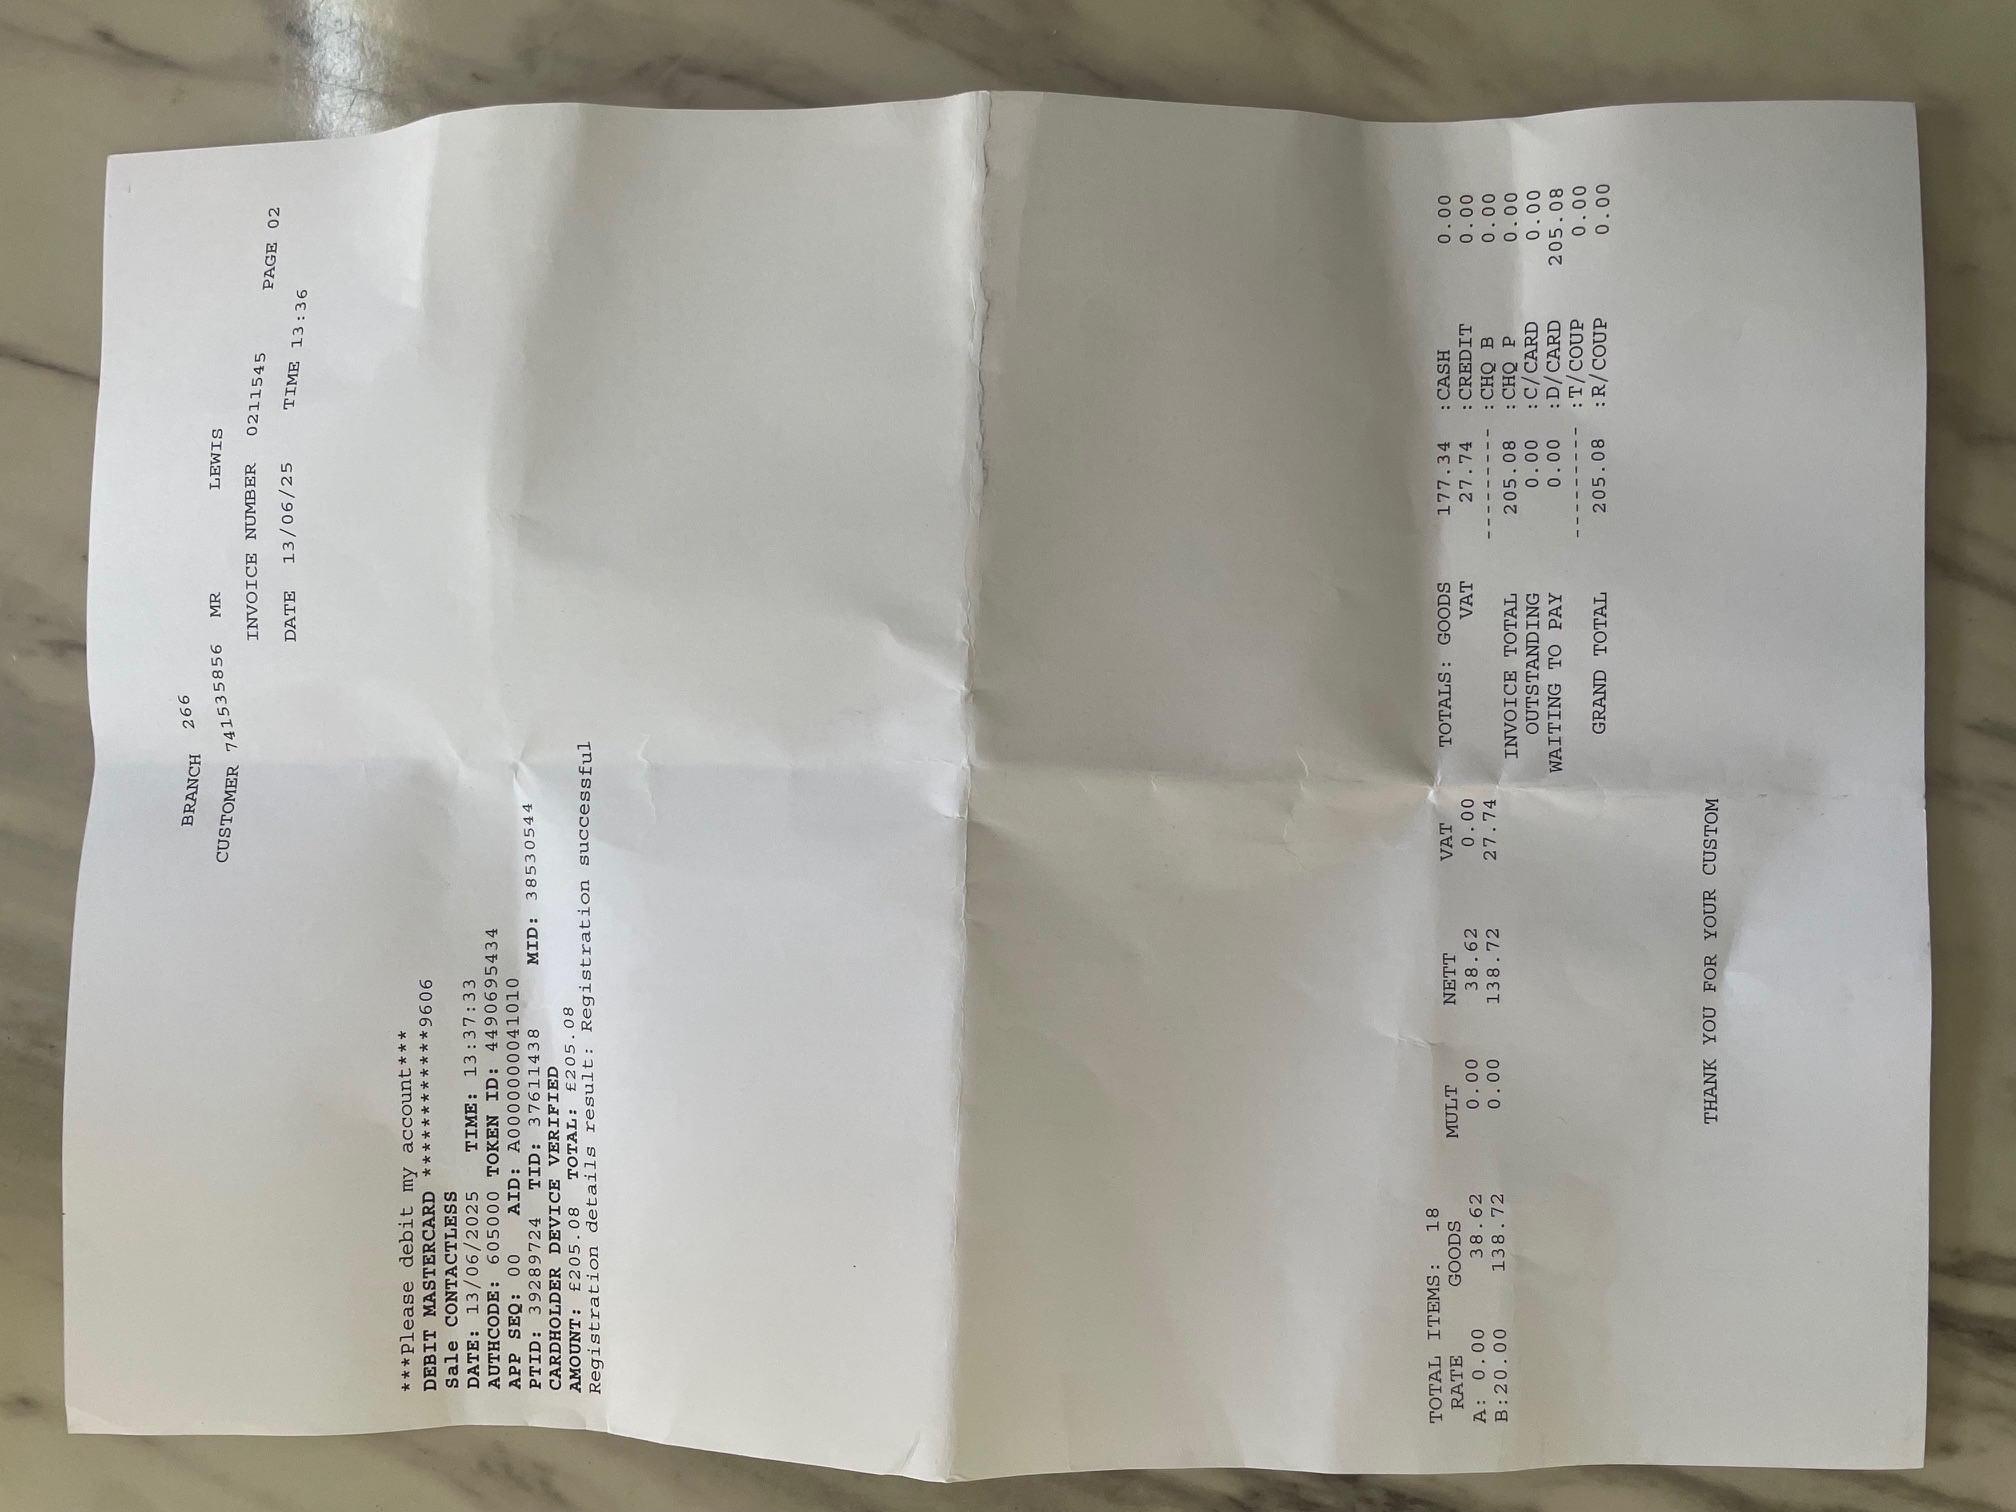 BRANCH 266
CUSTOMER 741535856 MR LEWIS
INVOICE NUMBER 0211545 PAGE 02
DATE 13/06/25 TIME 13:36
***Please debit my account***
DEBIT MASTERCARD ************9606
Sale CONTACTLESS
DATE: 13/06/2025 TIME: 13:37:33
AUTHCODE: 605000 TOKEN ID: 4490695434
APP SEQ: 00 AID: A0000000041010
PTID: 39289724 TID: 37611438 MID: 38530544
CARDHOLDER DEVICE VERIFIED
AMOUNT: £205.08 TOTAL: £205.08
Registration details result: Registration successful
TOTAL ITEMS: 18
RATE GOODS MULT NETT VAT TOTALS: GOODS 177.34 :CASH 0.00
A: 0.00 38.62 0.00 38.62 0.00 VAT 27.74 :CREDIT 0.00
B:20.00 138.72 0.00 138.72 27.74 --------- :CHQ B 0.00
INVOICE TOTAL 205.08 :CHQ P 0.00
OUTSTANDING 0.00 :C/CARD 0.00
WAITING TO PAY 0.00 :D/CARD 205.08
--------- :T/COUP 0.00
GRAND TOTAL 205.08 :R/COUP 0.00
THANK YOU FOR YOUR CUSTOM